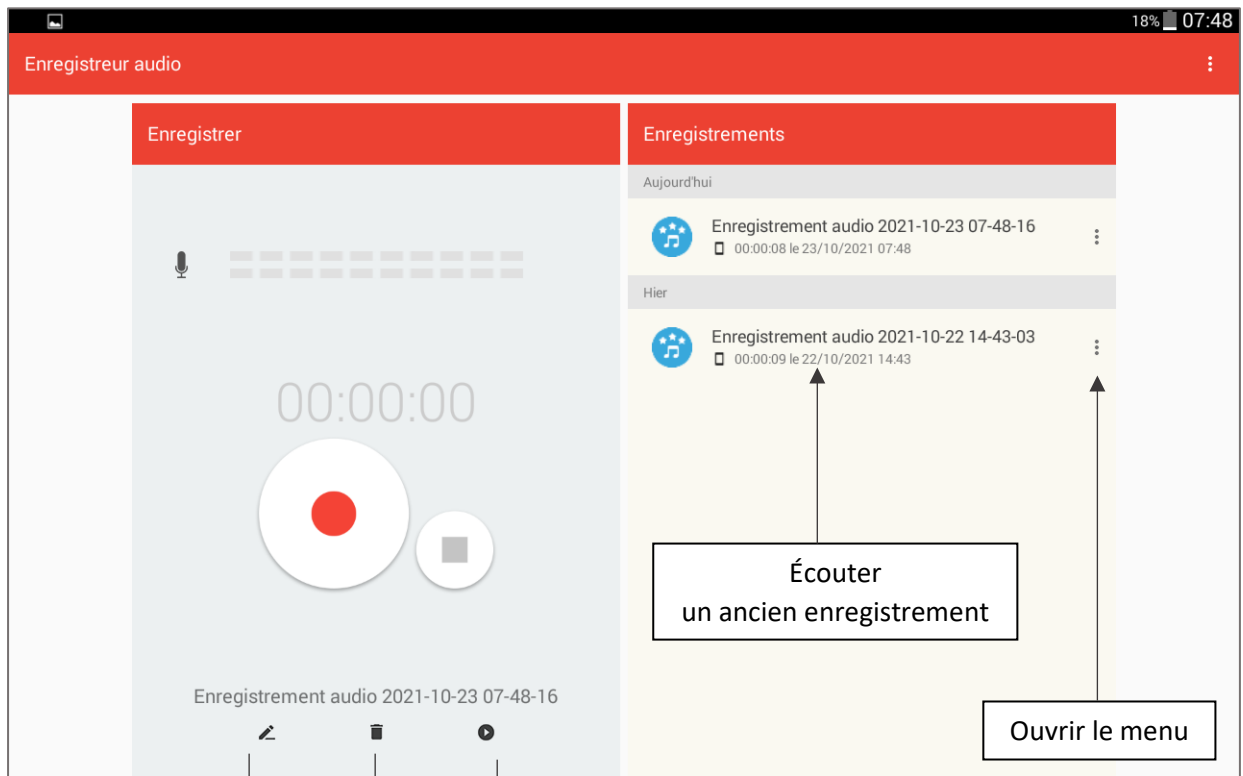 18% 07:48
Enregistreur audio
Enregistrer
00:00:00
Enregistrement audio 2021-10-23 07-48-16
Enregistrements
Aujourd'hui
Enregistrement audio 2021-10-23 07-48-16
00:00:08 le 23/10/2021 07:48
Hier
Enregistrement audio 2021-10-22 14-43-03
00:00:09 le 22/10/2021 14:43
Écouter
un ancien enregistrement
Ouvrir le menu